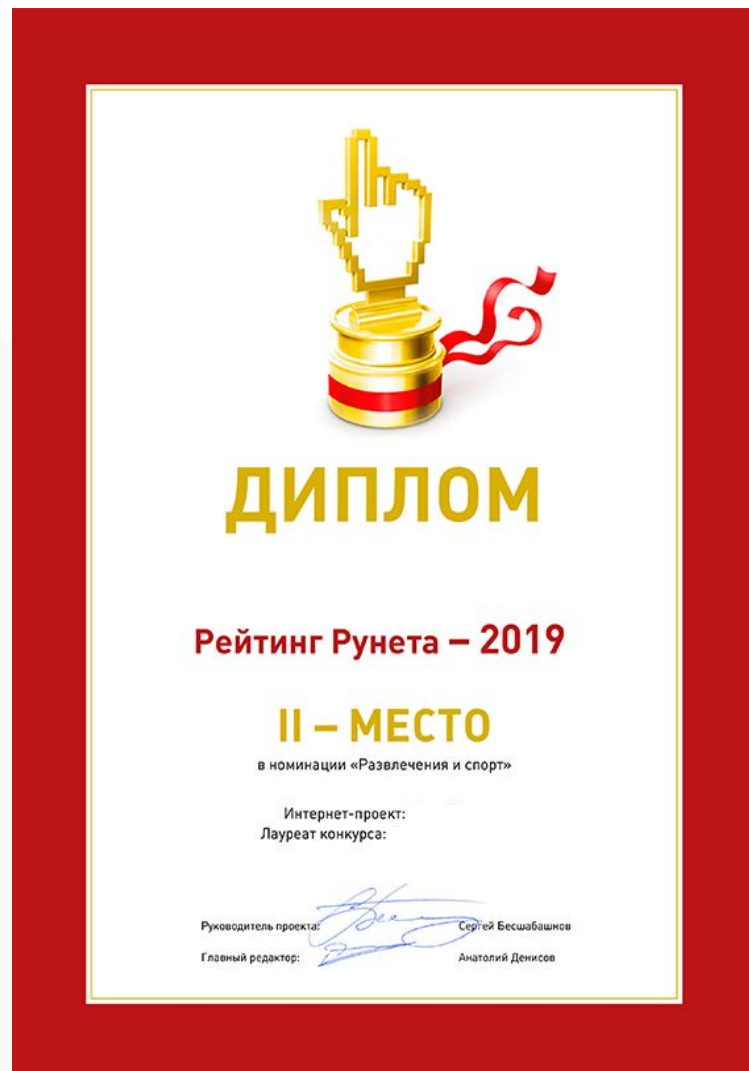 ДИПЛОМ
Рейтинг Рунета – 2019
II – МЕСТО
в номинации «Развлечения и спорт»
Интернет-проект:
Лауреат конкурса:
Руководитель проекта: Сергей Бесшабашнов
Главный редактор: Анатолий Денисов